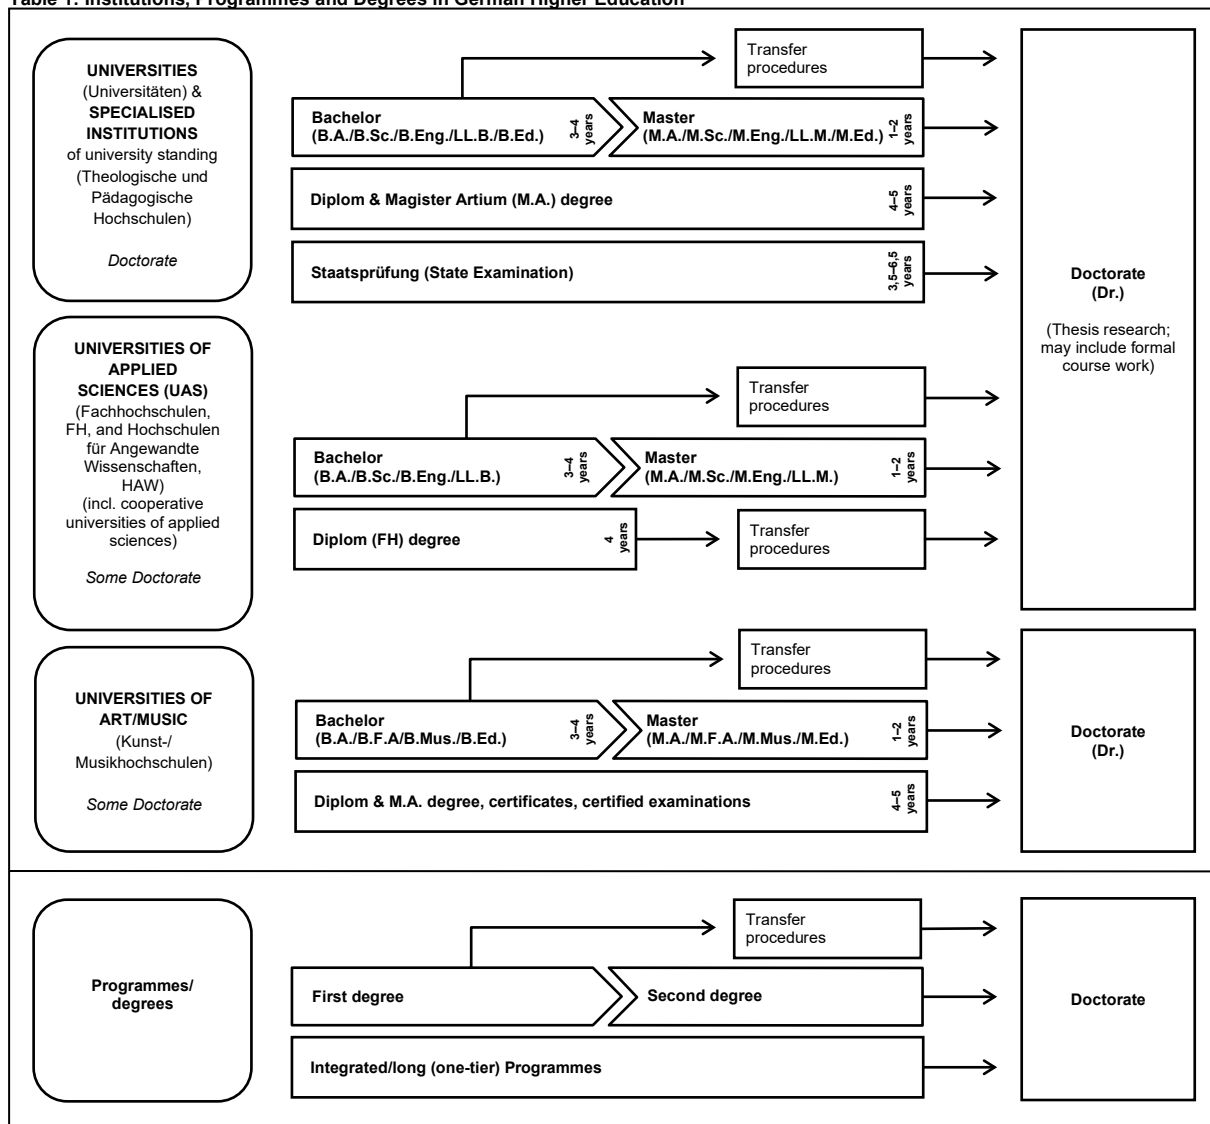 Table 1: Institutions, Programmes and Degrees in German Higher Education
UNIVERSITIES
(Universitäten) &
SPECIALISED
INSTITUTIONS
of university standing
(Theologische und
Pädagogische
Hochschulen)
Doctorate
Transfer
procedures
Bachelor
(B.A./B.Sc./B.Eng./LL.B./B.Ed.)
3–4
years
Master
(M.A./M.Sc./M.Eng./LL.M./M.Ed.)
1–2
years
Diplom & Magister Artium (M.A.) degree
4–5
years
Staatsprüfung (State Examination)
3,5–6,5
years
Doctorate
(Dr.)
(Thesis research;
may include formal
course work)
UNIVERSITIES OF
APPLIED
SCIENCES (UAS)
(Fachhochschulen,
FH, and Hochschulen
für Angewandte
Wissenschaften,
HAW)
(incl. cooperative
universities of applied
sciences)
Some Doctorate
Transfer
procedures
Bachelor
(B.A./B.Sc./B.Eng./LL.B.)
3–4
years
Master
(M.A./M.Sc./M.Eng./LL.M.)
1–2
years
Diplom (FH) degree
4
years
Transfer
procedures
UNIVERSITIES OF
ART/MUSIC
(Kunst-/
Musikhochschulen)
Some Doctorate
Transfer
procedures
Bachelor
(B.A./B.F.A/B.Mus./B.Ed.)
3–4
years
Master
(M.A./M.F.A./M.Mus./M.Ed.)
1–2
years
Diplom & M.A. degree, certificates, certified examinations
4–5
years
Doctorate
(Dr.)
Programmes/
degrees
Transfer
procedures
First degree
Second degree
Integrated/long (one-tier) Programmes
Doctorate